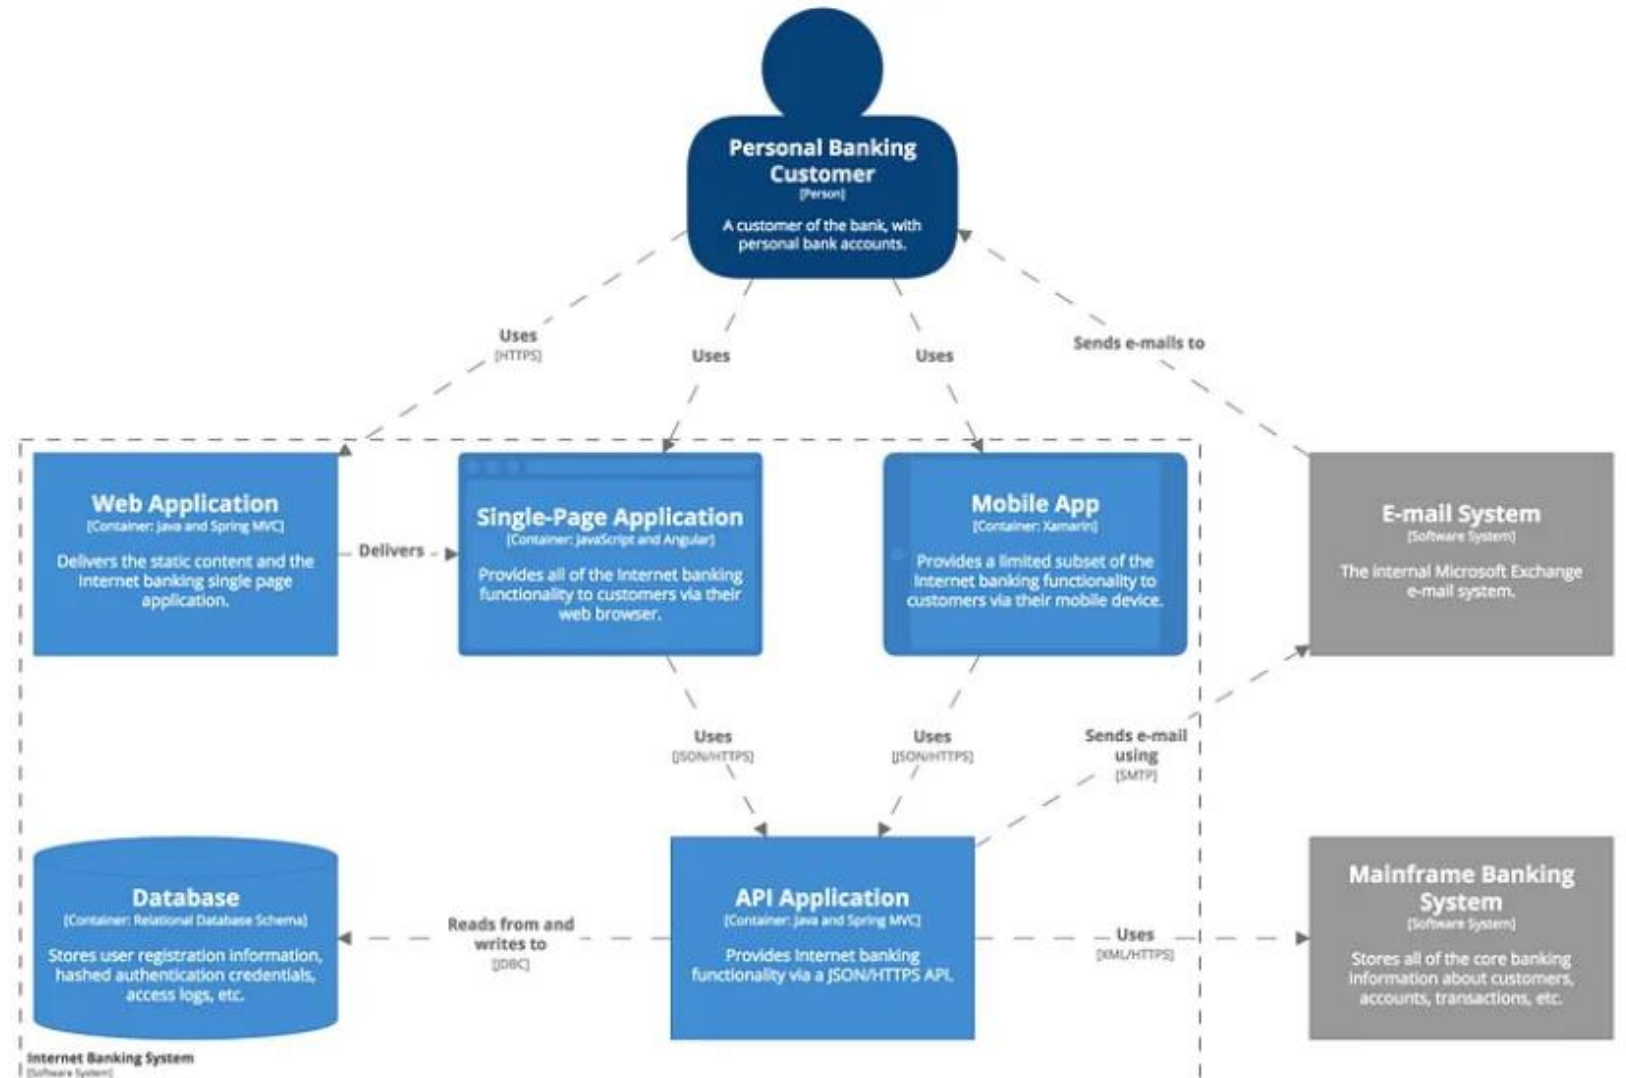 Personal Banking
Customer
[Person]
A customer of the bank, with
personal bank accounts.
Uses
[HTTPS]
Uses
Uses
Sends e-mails to
Web Application
[Container: Java and Spring MVC]
Delivers the static content and the
Internet banking single page
application.
Delivers
Single-Page Application
[Container: JavaScript and Angular]
Provides all of the Internet banking
functionality to customers via their
web browser.
Mobile App
[Container: Xamarin]
Provides a limited subset of the
Internet banking functionality to
customers via their mobile device.
E-mail System
[Software System]
The internal Microsoft Exchange
e-mail system.
Uses
[JSON/HTTPS]
Uses
[JSON/HTTPS]
Sends e-mail
using
[SMTP]
Database
[Container: Relational Database Schema]
Stores user registration information,
hashed authentication credentials,
access logs, etc.
Reads from and
writes to
[JDBC]
API Application
[Container: Java and Spring MVC]
Provides Internet banking
functionality via a JSON/HTTPS API.
Uses
[XML/HTTPS]
Mainframe Banking
System
[Software System]
Stores all of the core banking
information about customers,
accounts, transactions, etc.
Internet Banking System
[Software System]